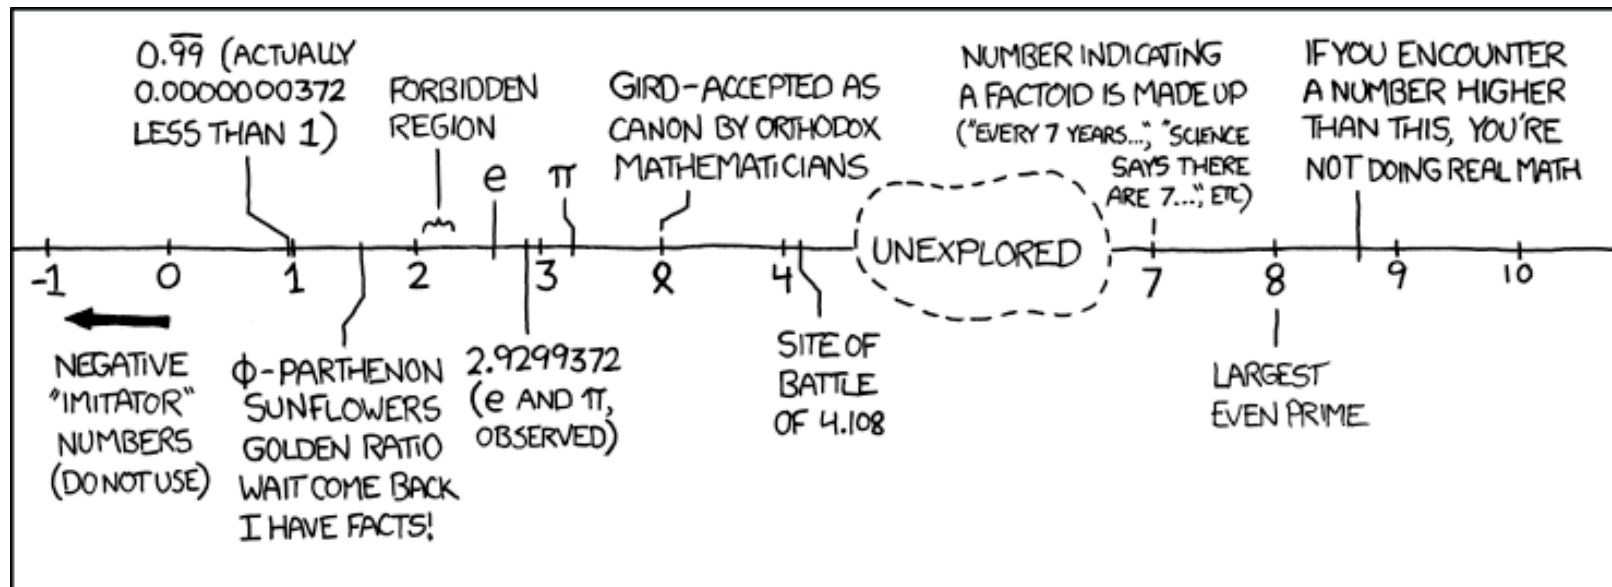 0.99 (ACTUALLY
0.0000000372
LESS THAN 1)
FORBIDDEN
REGION
e
π
GIRD-ACCEPTED AS
CANON BY ORTHODOX
MATHEMATICIANS
NUMBER INDICATING
A FACTOID IS MADE UP
("EVERY 7 YEARS...", "SCIENCE
SAYS THERE
ARE 7...", ETC)
IF YOU ENCOUNTER
A NUMBER HIGHER
THAN THIS, YOU'RE
NOT DOING REAL MATH
UNEXPLORED
-1 0 1 2 3 ೩ 4 7 8 9 10
NEGATIVE
"IMITATOR"
NUMBERS
(DO NOT USE)
ϕ-PARTHENON
SUNFLOWERS
GOLDEN RATIO
WAIT COME BACK
I HAVE FACTS!
2.9299372
(e AND π,
OBSERVED)
SITE OF
BATTLE
OF 4.108
LARGEST
EVEN PRIME